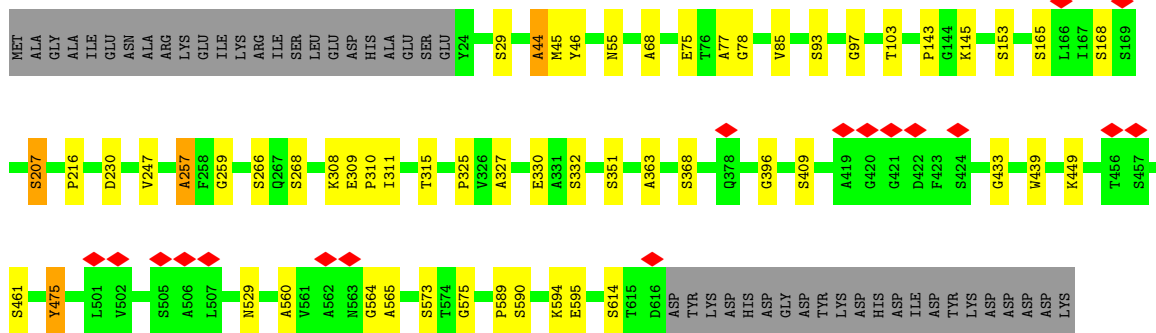 MET ALA GLY ALA ILE GLU ASN ALA ARG LYS GLU ILE LYS ARG ILE SER LEU GLU ASP HIS ALA GLU SER GLU Y24 S29 A44 M45 Y46 N55 A68 E75 T76 A77 G78 V85 S93 G97 T103 P143 G144 K145 S153 S165 L166 I167 S168 S169
S207 P216 D230 V247 A257 F258 G259 S266 Q267 S268 K308 E309 P310 I311 T315 P325 V326 A327 E330 A331 S332 S351 A363 S368 Q378 G396 S409 A419 G420 G421 D422 F423 S424 G433 W439 K449 T456 S457
S461 Y475 L501 V502 S505 A506 L507 N529 A560 V561 A562 N563 G564 A565 S573 T574 G575 P589 S590 K594 E595 S614 T615 D616 ASP TYR LYS ASP HIS ASP GLY ASP TYR LYS ASP HIS ASP ILE ASP TYR LYS ASP ASP ASP ASP LYS